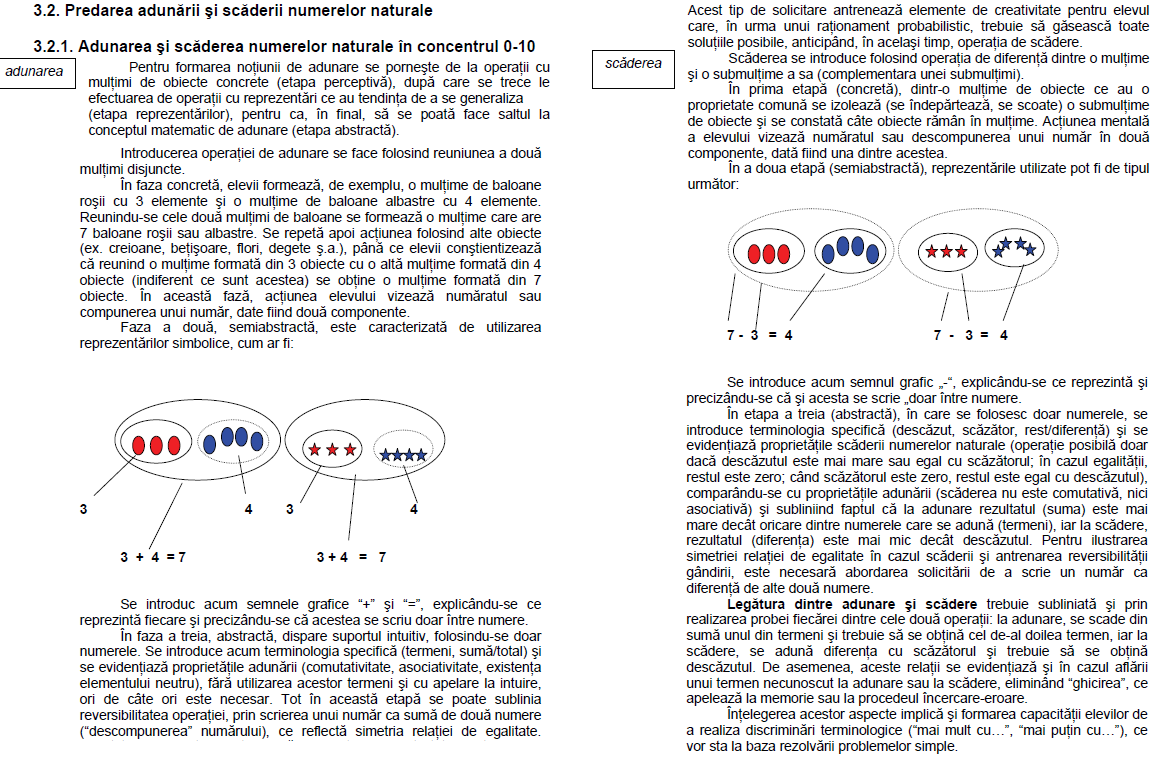 3.2. Predarea adunării şi scăderii numerelor naturale
3.2.1. Adunarea şi scăderea numerelor naturale în concentrul 0-10
adunarea
Pentru formarea noţiunii de adunare se porneşte de la operaţii cu
mulţimi de obiecte concrete (etapa perceptivă), după care se trece le
efectuarea de operaţii cu reprezentări ce au tendinţa de a se generaliza
(etapa reprezentărilor), pentru ca, în final, să se poată face saltul la
conceptul matematic de adunare (etapa abstractă).
Introducerea operaţiei de adunare se face folosind reuniunea a două
mulţimi disjuncte.
În faza concretă, elevii formează, de exemplu, o mulţime de baloane
roşii cu 3 elemente şi o mulţime de baloane albastre cu 4 elemente.
Reunindu-se cele două mulţimi de baloane se formează o mulţime care are
7 baloane roşii sau albastre. Se repetă apoi acţiunea folosind alte obiecte
(ex. creioane, beţişoare, flori, degete ş.a.), până ce elevii conştientizează
că reunind o mulţime formată din 3 obiecte cu o altă mulţime formată din 4
obiecte (indiferent ce sunt acestea) se obţine o mulţime formată din 7
obiecte. În această fază, acţiunea elevului vizează număratul sau
compunerea unui număr, date fiind două componente.
Faza a două, semiabstractă, este caracterizată de utilizarea
reprezentărilor simbolice, cum ar fi:
3 4 3 4
3 + 4 = 7 3 + 4 = 7
Se introduc acum semnele grafice “+” şi “=”, explicându-se ce
reprezintă fiecare şi precizându-se că acestea se scriu doar între numere.
În faza a treia, abstractă, dispare suportul intuitiv, folosindu-se doar
numerele. Se introduce acum terminologia specifică (termeni, sumă/total) şi
se evidenţiază proprietăţile adunării (comutativitate, asociativitate, existenţa
elementului neutru), fără utilizarea acestor termeni şi cu apelare la intuire,
ori de câte ori este necesar. Tot în această etapă se poate sublinia
reversibilitatea operaţiei, prin scrierea unui număr ca sumă de două numere
(“descompunerea” numărului), ce reflectă simetria relaţiei de egalitate.
Acest tip de solicitare antrenează elemente de creativitate pentru elevul
care, în urma unui raţionament probabilistic, trebuie să găsească toate
soluţiile posibile, anticipând, în acelaşi timp, operaţia de scădere.
scăderea
Scăderea se introduce folosind operaţia de diferenţă dintre o mulţime
şi o submulţime a sa (complementara unei submulţimi).
În prima etapă (concretă), dintr-o mulţime de obiecte ce au o
proprietate comună se izolează (se îndepărtează, se scoate) o submulţime
de obiecte şi se constată câte obiecte rămân în mulţime. Acţiunea mentală
a elevului vizează număratul sau descompunerea unui număr în două
componente, dată fiind una dintre acestea.
În a doua etapă (semiabstractă), reprezentările utilizate pot fi de tipul
următor:
7 - 3 = 4 7 - 3 = 4
Se introduce acum semnul grafic „-“, explicându-se ce reprezintă şi
precizându-se că şi acesta se scrie „doar între numere.
În etapa a treia (abstractă), în care se folosesc doar numerele, se
introduce terminologia specifică (descăzut, scăzător, rest/diferenţă) şi se
evidenţiază proprietăţile scăderii numerelor naturale (operaţie posibilă doar
dacă descăzutul este mai mare sau egal cu scăzătorul; în cazul egalităţii,
restul este zero; când scăzătorul este zero, restul este egal cu descăzutul),
comparându-se cu proprietăţile adunării (scăderea nu este comutativă, nici
asociativă) şi subliniind faptul că la adunare rezultatul (suma) este mai
mare decât oricare dintre numerele care se adună (termeni), iar la scădere,
rezultatul (diferenţa) este mai mic decât descăzutul. Pentru ilustrarea
simetriei relaţiei de egalitate în cazul scăderii şi antrenarea reversibilităţii
gândirii, este necesară abordarea solicitării de a scrie un număr ca
diferenţă de alte două numere.
Legătura dintre adunare şi scădere trebuie subliniată şi prin
realizarea probei fiecărei dintre cele două operaţii: la adunare, se scade din
sumă unul din termeni şi trebuie să se obţină cel de-al doilea termen, iar la
scădere, se adună diferenţa cu scăzătorul şi trebuie să se obţină
descăzutul. De asemenea, aceste relaţii se evidenţiază şi în cazul aflării
unui termen necunoscut la adunare sau la scădere, eliminând “ghicirea”, ce
apelează la memorie sau la procedeul încercare-eroare.
Înţelegerea acestor aspecte implică şi formarea capacităţii elevilor de
a realiza discriminări terminologice (“mai mult cu…”, “mai puţin cu…”), ce
vor sta la baza rezolvării problemelor simple.